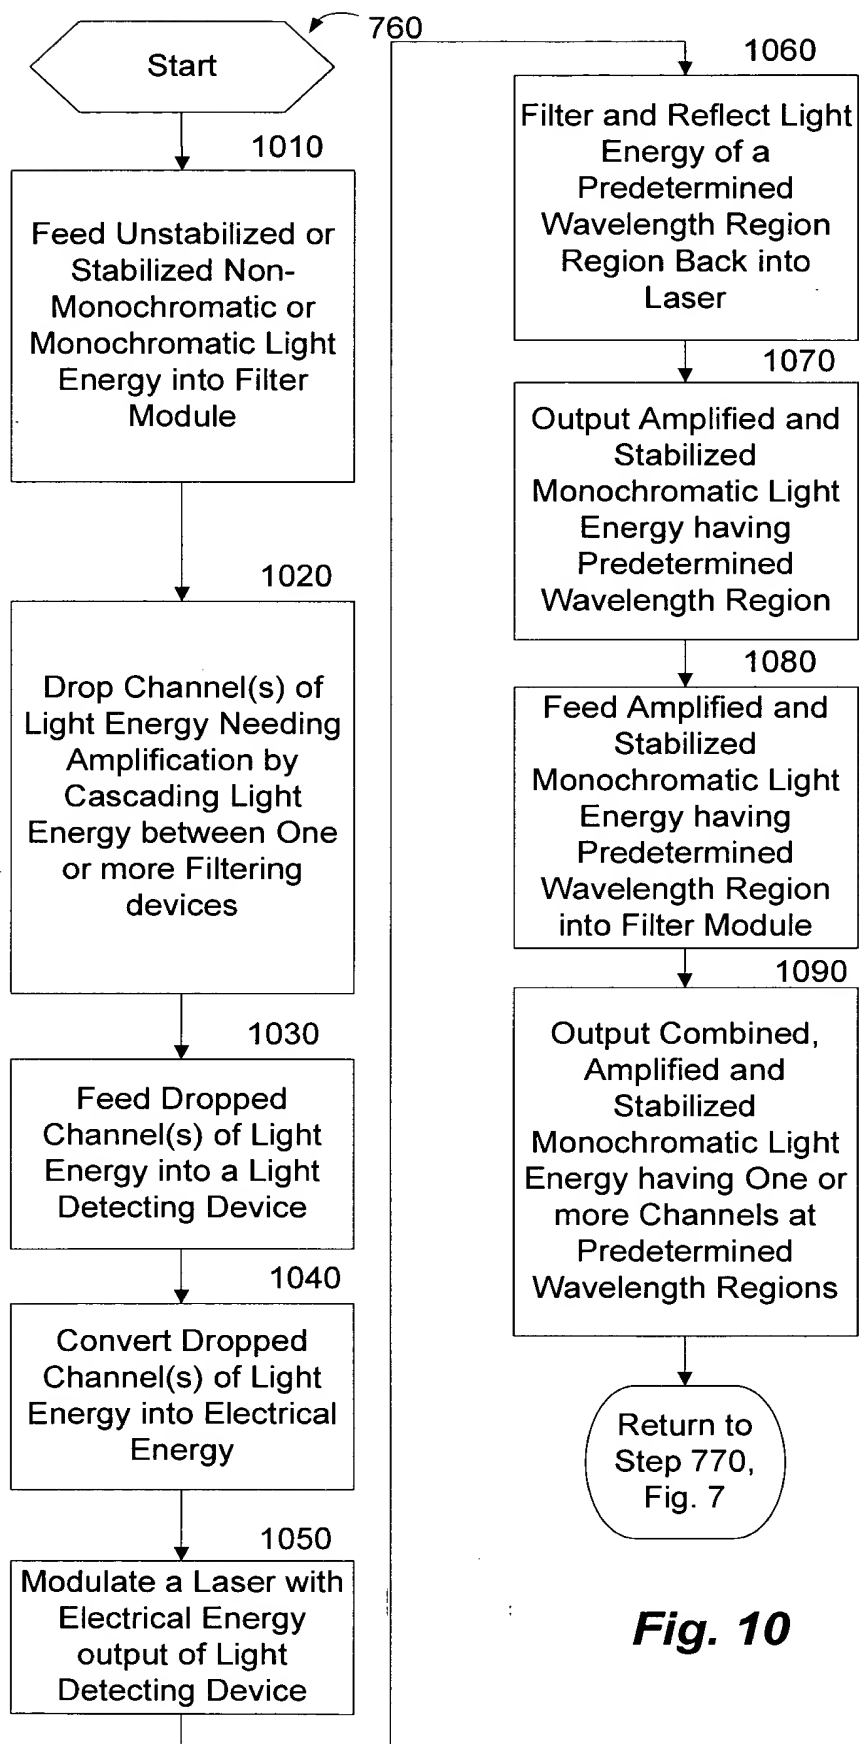 760
Start
1010
Feed Unstabilized or
Stabilized Non-
Monochromatic or
Monochromatic Light
Energy into Filter
Module
1020
Drop Channel(s) of
Light Energy Needing
Amplification by
Cascading Light
Energy between One
or more Filtering
devices
1030
Feed Dropped
Channel(s) of Light
Energy into a Light
Detecting Device
1040
Convert Dropped
Channel(s) of Light
Energy into Electrical
Energy
1050
Modulate a Laser with
Electrical Energy
output of Light
Detecting Device
1060
Filter and Reflect Light
Energy of a
Predetermined
Wavelength Region
Region Back into
Laser
1070
Output Amplified and
Stabilized
Monochromatic Light
Energy having
Predetermined
Wavelength Region
1080
Feed Amplified and
Stabilized
Monochromatic Light
Energy having
Predetermined
Wavelength Region
into Filter Module
1090
Output Combined,
Amplified and
Stabilized
Monochromatic Light
Energy having One or
more Channels at
Predetermined
Wavelength Regions
Return to
Step 770,
Fig. 7
Fig. 10